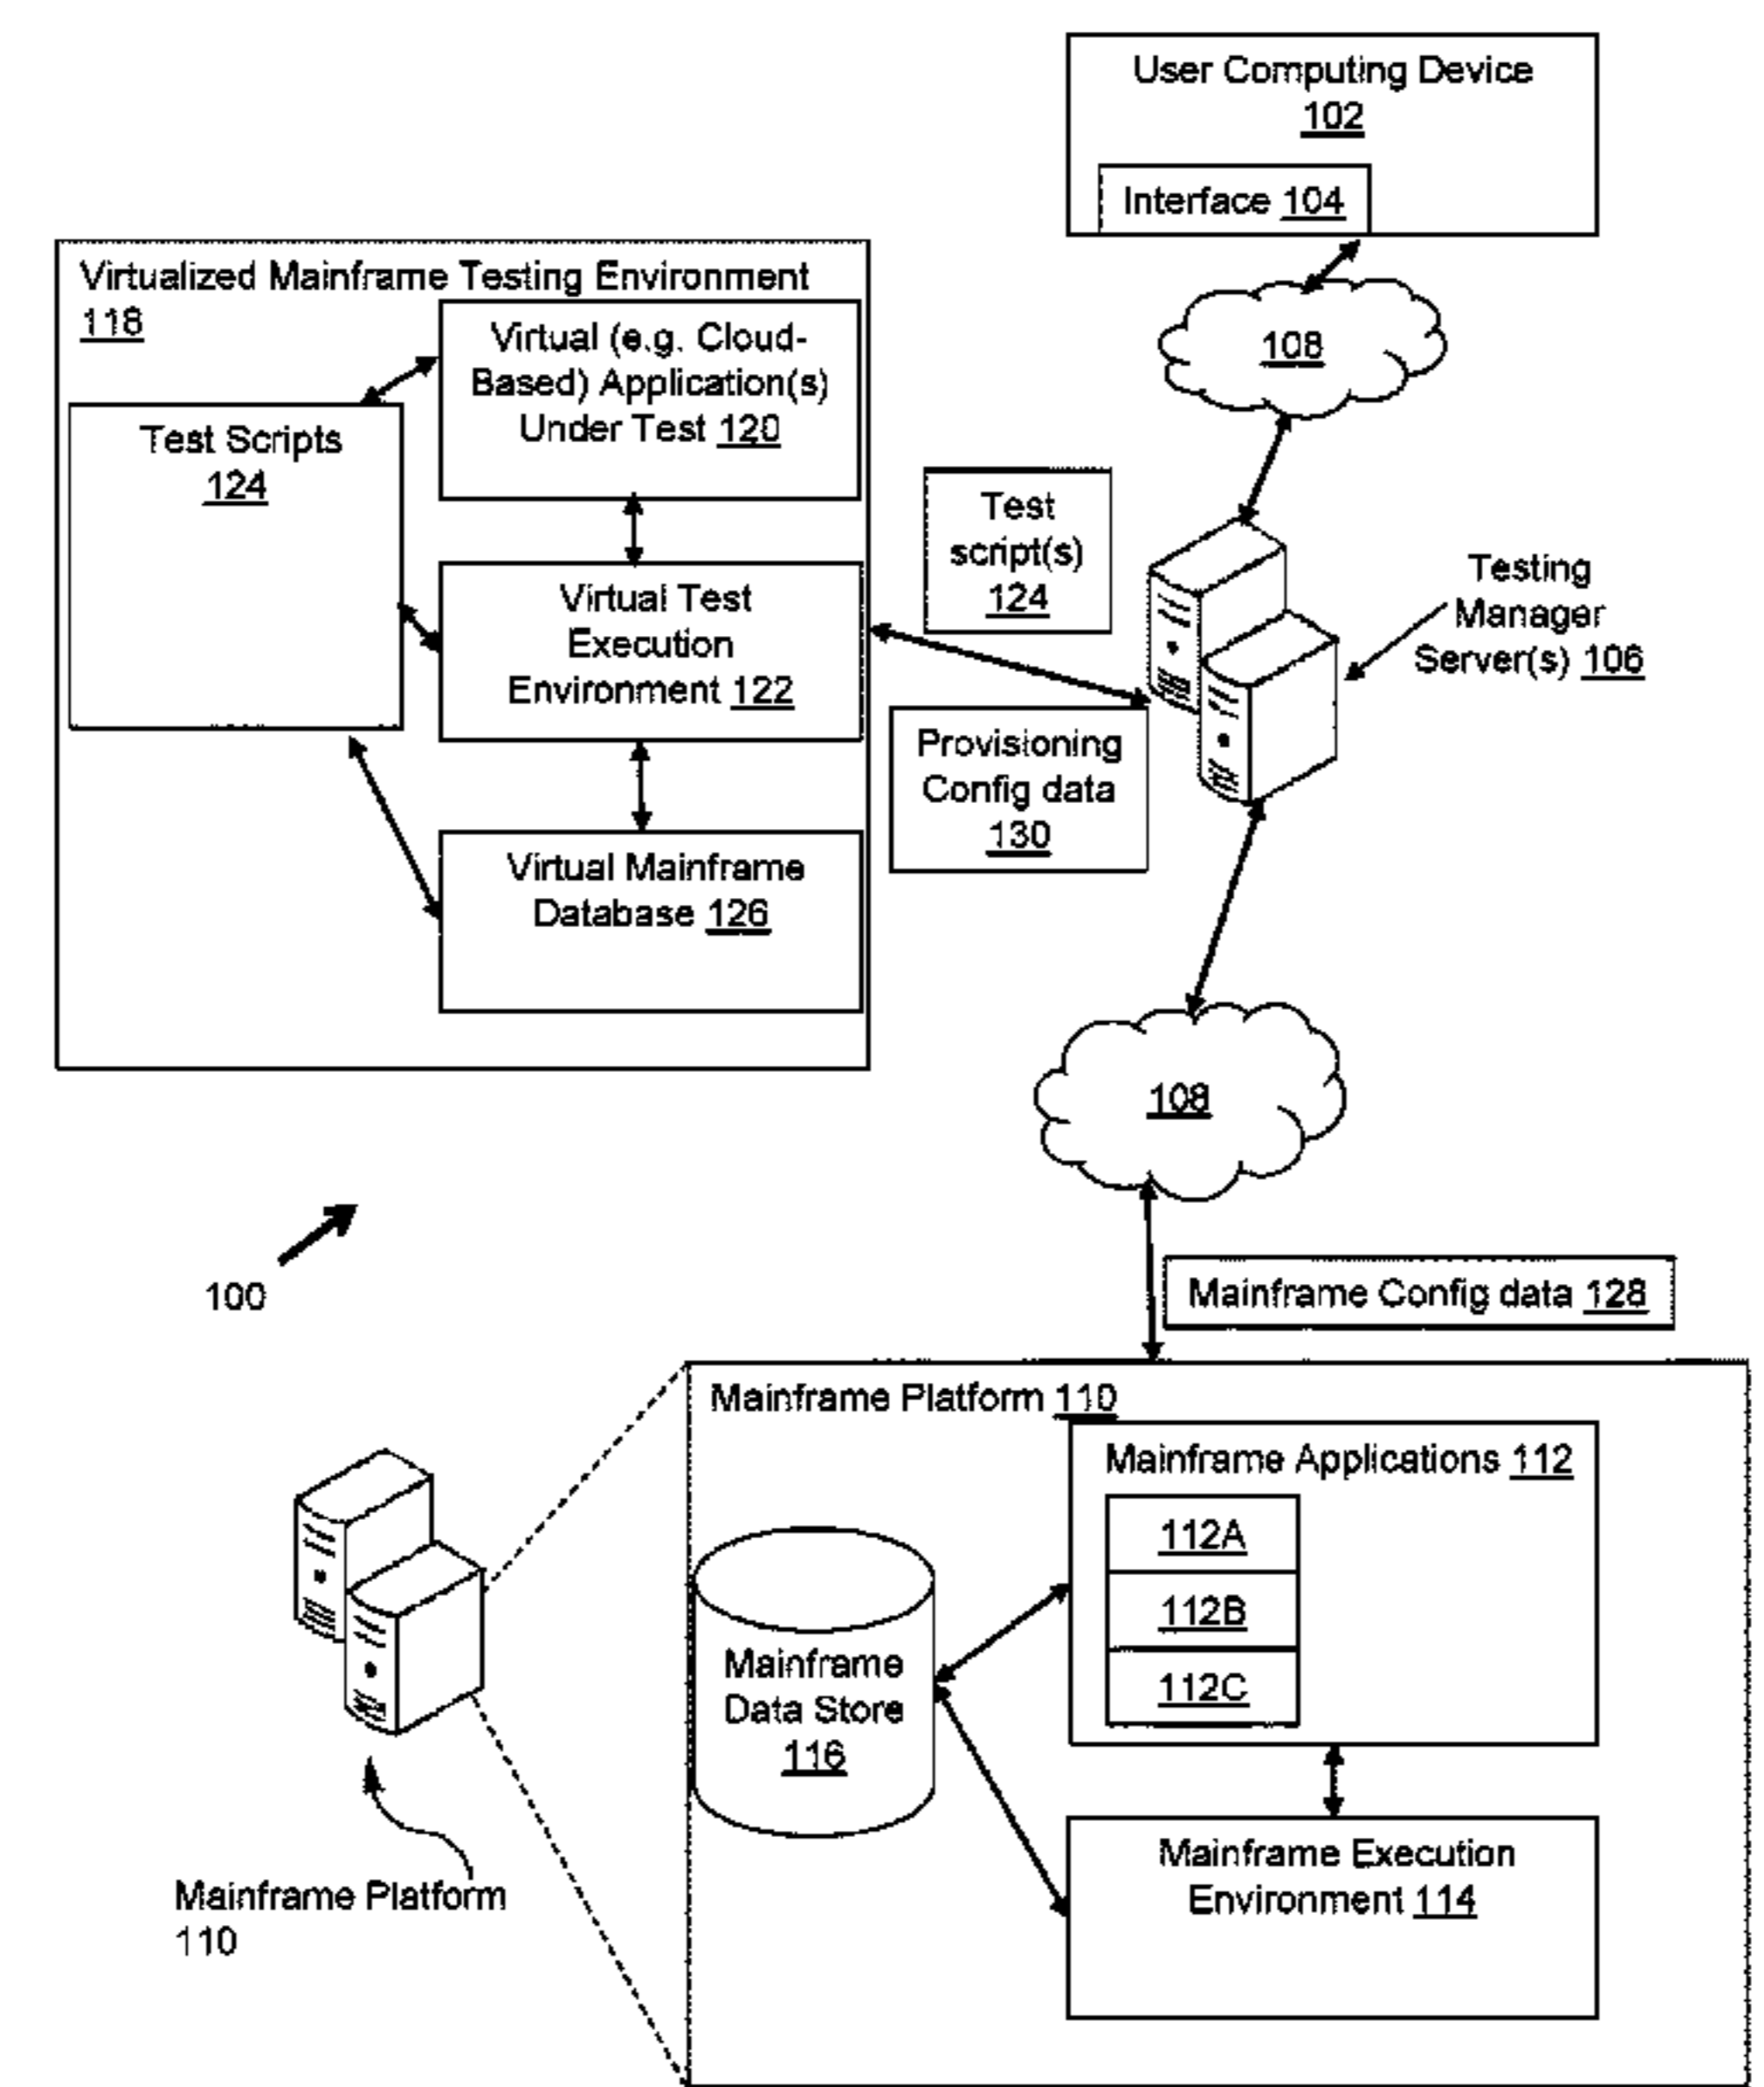 User Computing Device
102
Interface 104
108
Virtualized Mainframe Testing Environment
118
Virtual (e.g. Cloud-
Based) Application(s)
Under Test 120
Test Scripts
124
Virtual Test
Execution
Environment 122
Virtual Mainframe
Database 126
Test
script(s)
124
Testing
Manager
Server(s) 106
Provisioning
Config data
130
108
100
Mainframe Config data 128
Mainframe Platform 110
Mainframe Applications 112
112A
112B
112C
Mainframe
Data Store
116
Mainframe Execution
Environment 114
Mainframe Platform
110